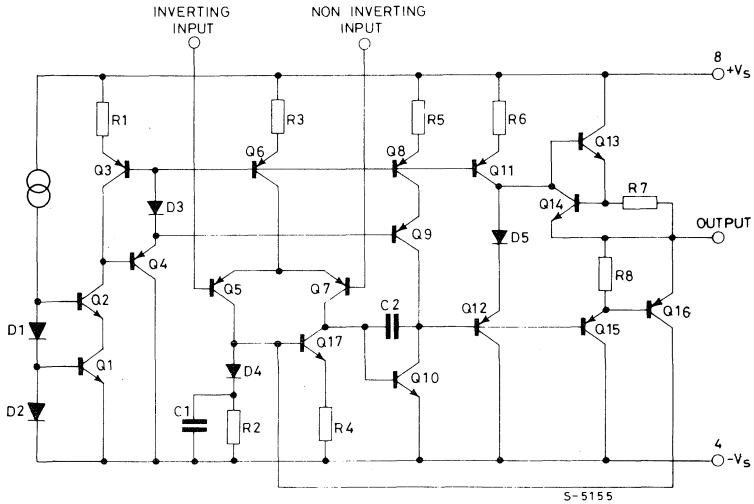 INVERTING
INPUT
NON INVERTING
INPUT
8
+Vs
R1
R3
R5
R6
Q3
Q6
Q8
Q11
Q13
D3
Q14
R7
OUTPUT
Q4
Q9
D5
Q5
Q7
R8
Q2
C2
Q12
Q16
D1
Q17
Q15
Q1
D4
Q10
D2
C1
R2
R4
4
-Vs
S-5155